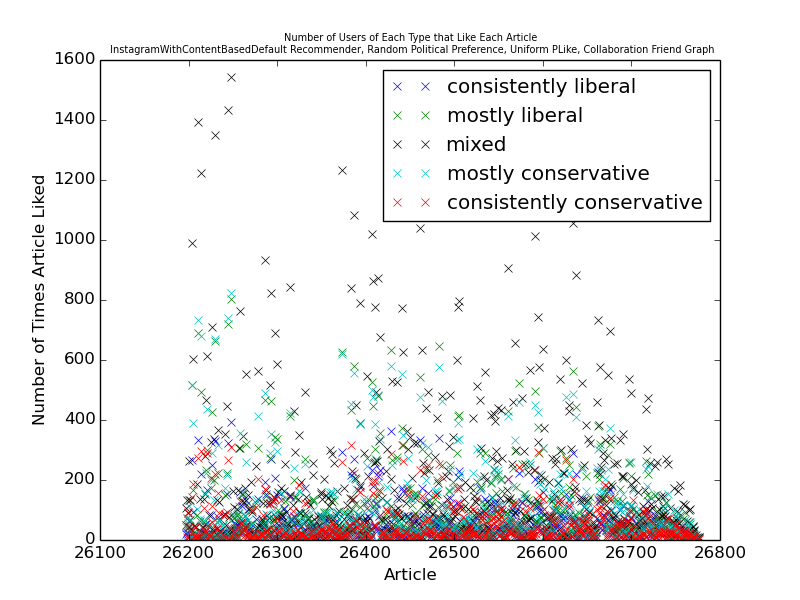 Number of Users of Each Type that Like Each Article
InstagramWithContentBasedDefault Recommender, Random Political Preference, Uniform PLike, Collaboration Friend Graph
1600
1400
1200
1000
800
600
400
200
0
Number of Times Article Liked
consistently liberal
mostly liberal
mixed
mostly conservative
consistently conservative
26100 26200 26300 26400 26500 26600 26700 26800
Article